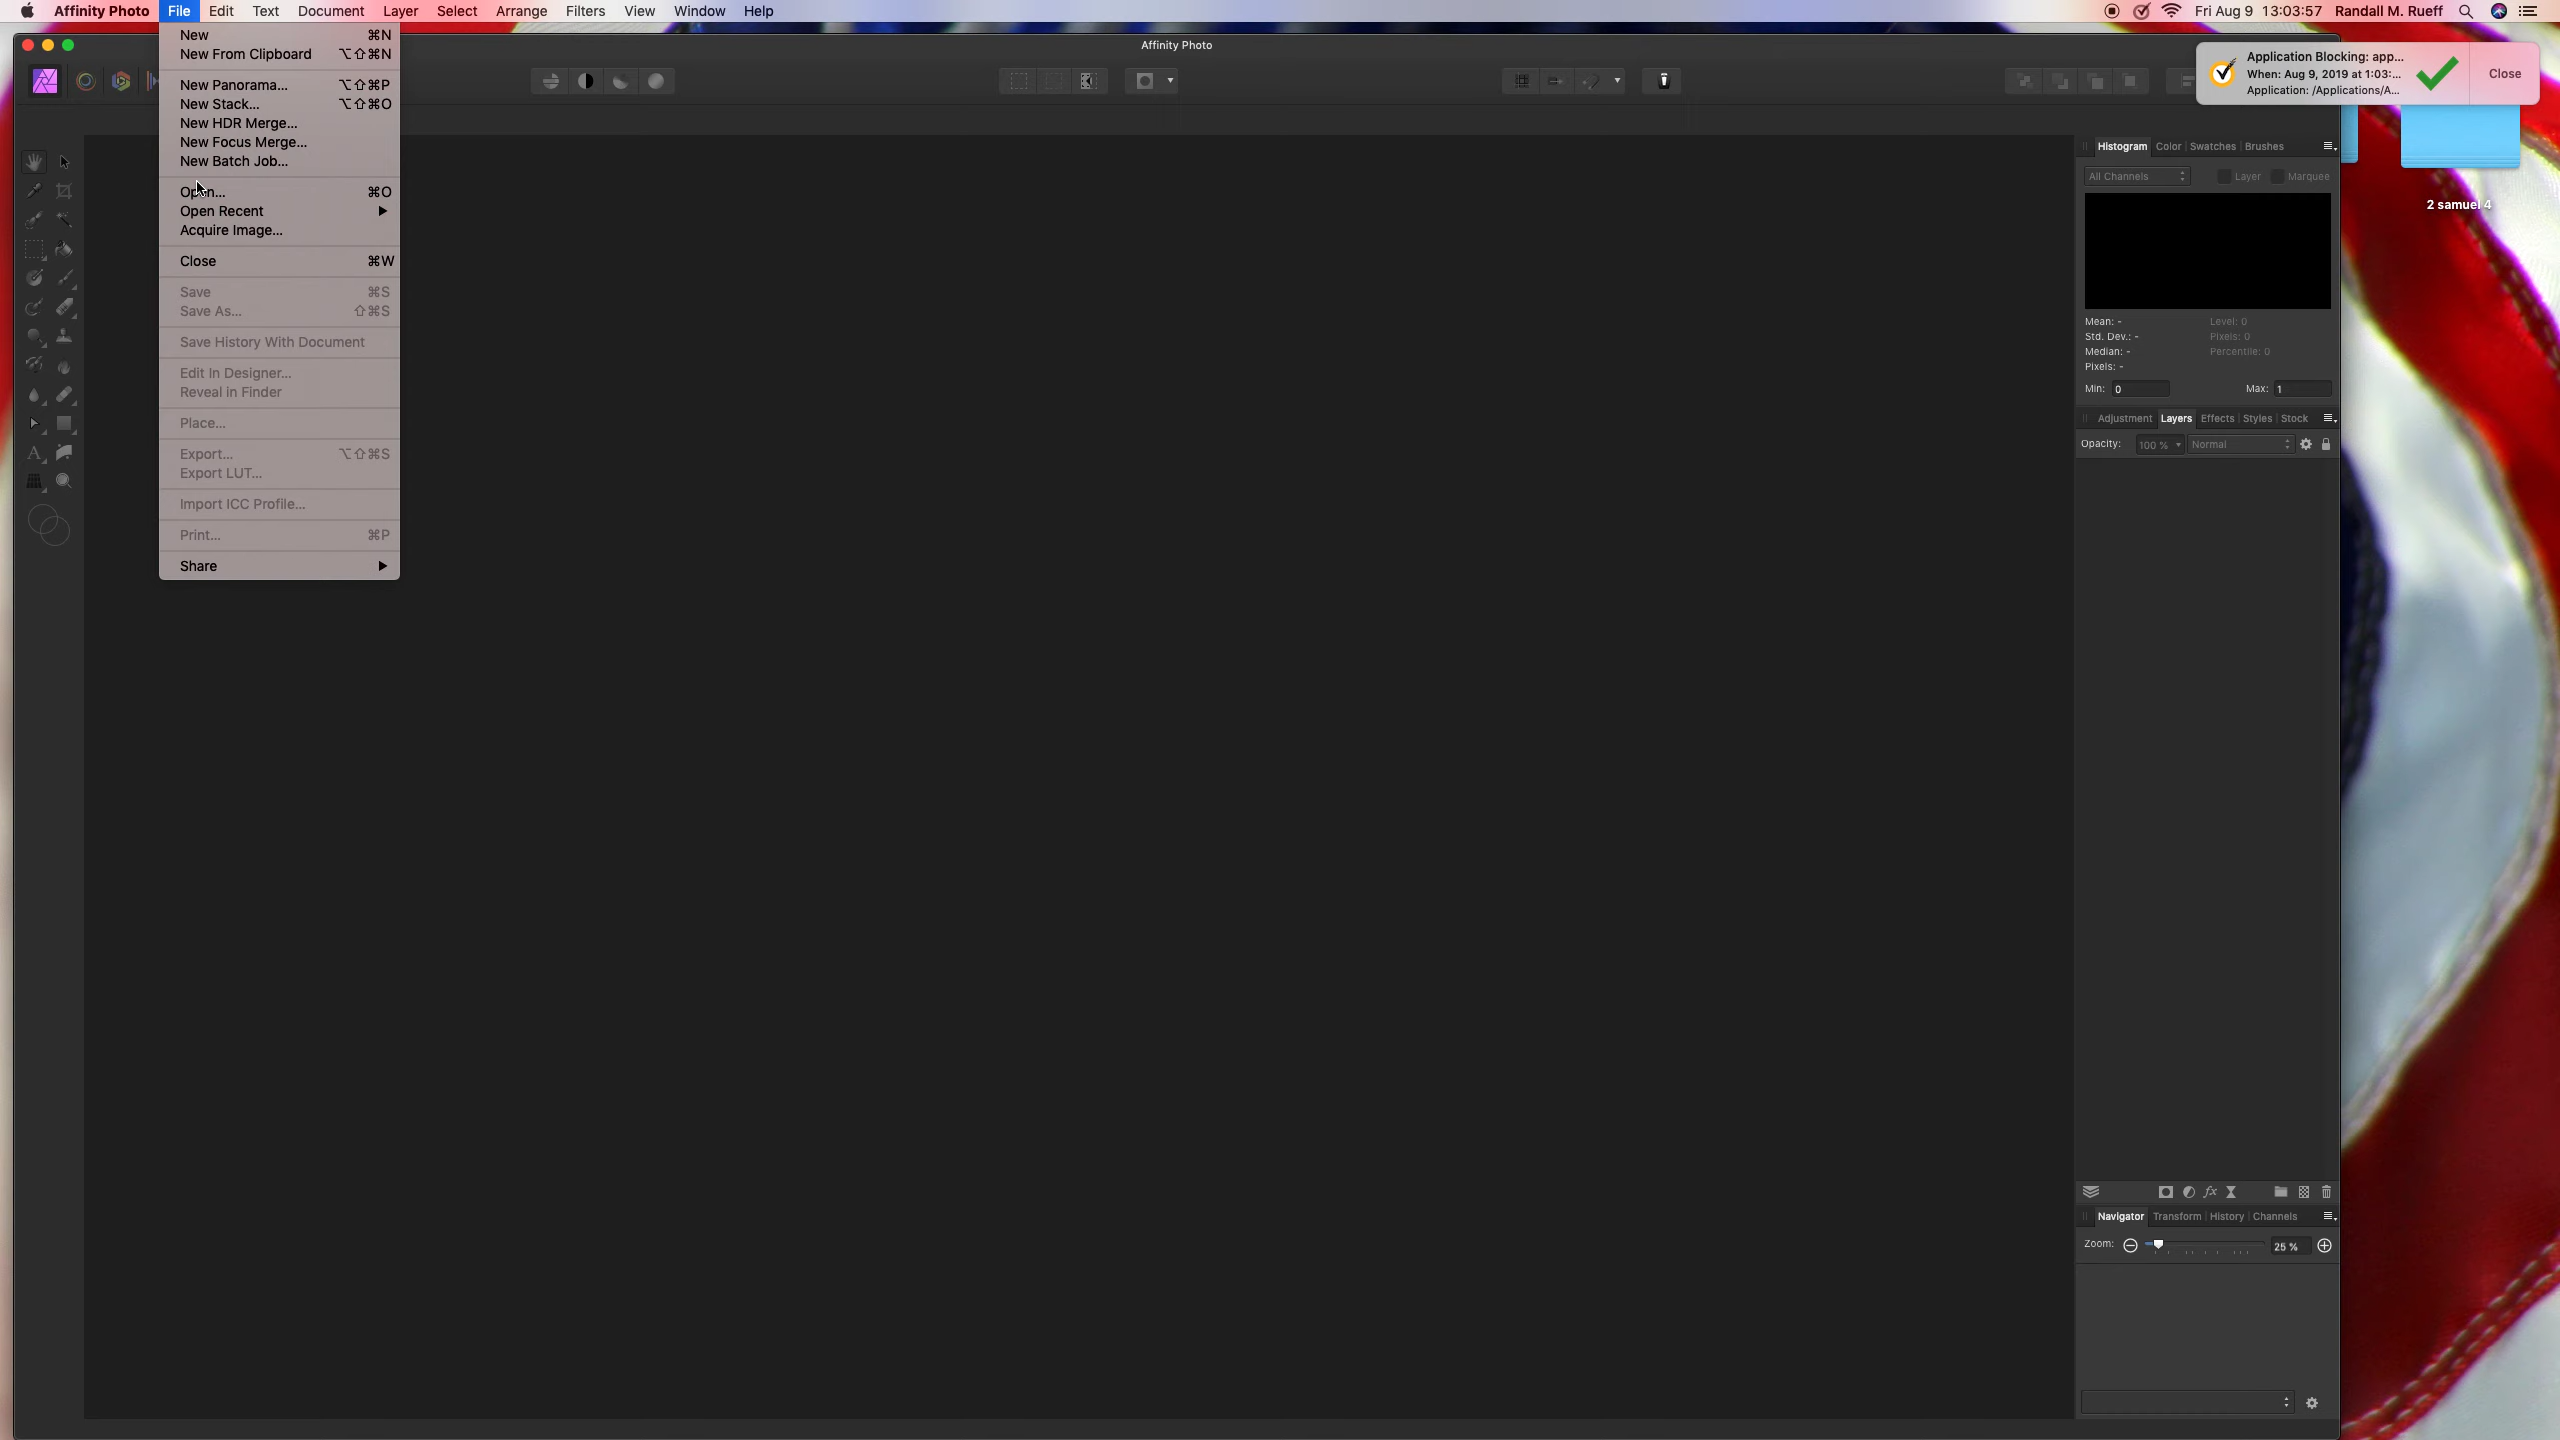 Affinity Photo File Edit Text Document Layer Select Arrange Filters View Window Help
Fri Aug 9 13:03:57 Randall M. Rueff
Affinity Photo
New ⌘N
New From Clipboard ⌥⇧⌘N
New Panorama... ⌥⇧⌘P
New Stack... ⌥⇧⌘O
New HDR Merge...
New Focus Merge...
New Batch Job...
Open... ⌘O
Open Recent ▶
Acquire Image...
Close ⌘W
Save ⌘S
Save As... ⇧⌘S
Save History With Document
Edit In Designer...
Reveal in Finder
Place...
Export... ⌥⇧⌘S
Export LUT...
Import ICC Profile...
Print... ⌘P
Share ▶
Application Blocking: app...
When: Aug 9, 2019 at 1:03:...
Application: /Applications/A...
Close
2 samuel 4
Histogram Color Swatches Brushes
All Channels Layer Marquee
Mean: - Level: 0
Std. Dev.: - Pixels: 0
Median: - Percentile: 0
Pixels: -
Min: 0 Max: 1
Adjustment Layers Effects Styles Stock
Opacity: 100 % Normal
fx
Navigator Transform History Channels
Zoom: 25 %